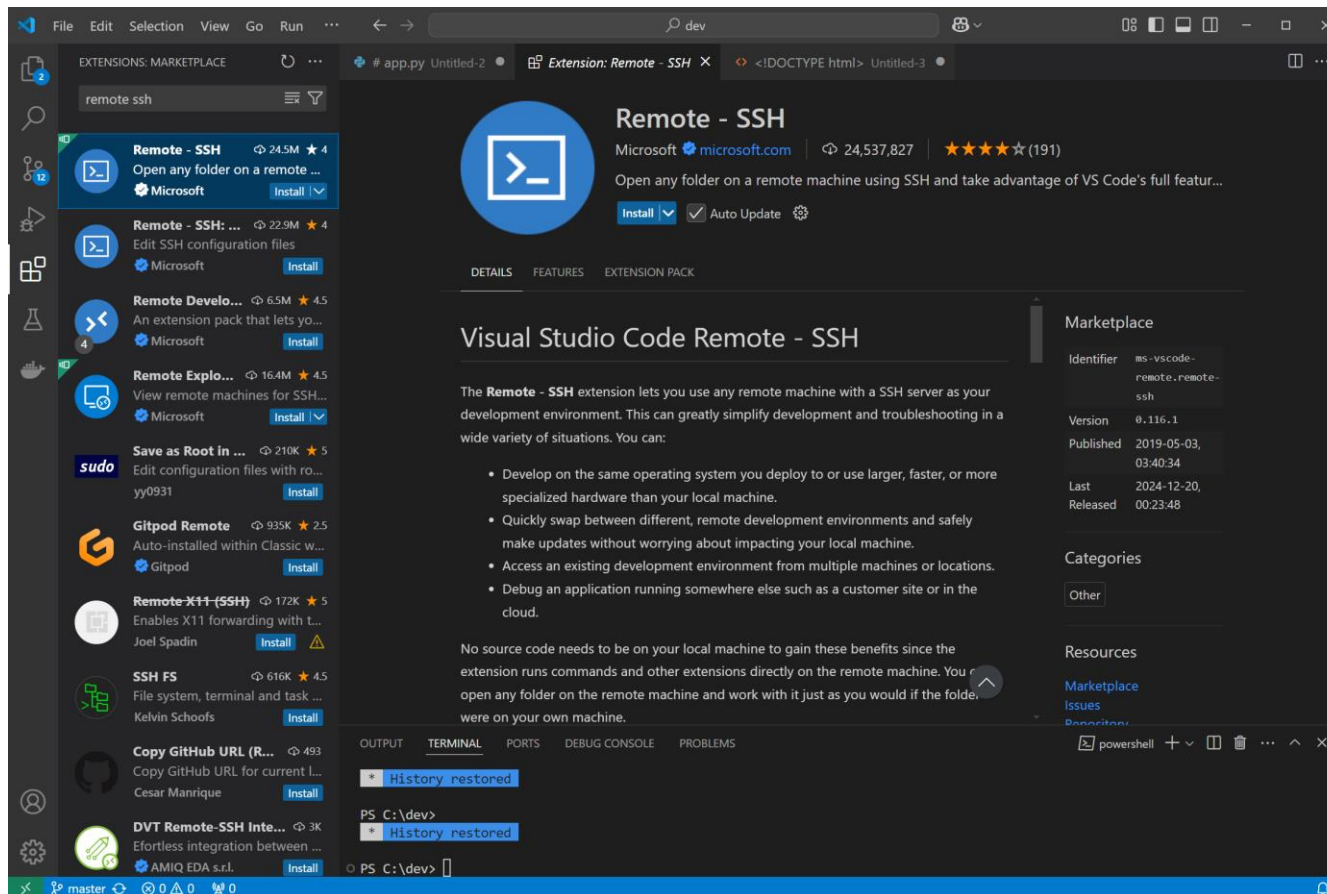 File Edit Selection View Go Run ··· dev
EXTENSIONS: MARKETPLACE
remote ssh
Remote - SSH 24.5M ★ 4
Open any folder on a remote ...
Microsoft Install
Remote - SSH: ... 22.9M ★ 4
Edit SSH configuration files
Microsoft Install
Remote Develo... 6.5M ★ 4.5
An extension pack that lets yo...
4 Microsoft Install
Remote Explo... 16.4M ★ 4.5
View remote machines for SSH...
Microsoft Install
Save as Root in ... 210K ★ 5
sudo Edit configuration files with ro...
yy0931 Install
Gitpod Remote 935K ★ 2.5
Auto-installed within Classic w...
Gitpod Install
Remote X11 (SSH) 172K ★ 5
Enables X11 forwarding with t...
Joel Spadin Install
SSH FS 616K ★ 4.5
File system, terminal and task ...
Kelvin Schoofs Install
Copy GitHub URL (R... 493
Copy GitHub URL for current l...
Cesar Manrique Install
DVT Remote-SSH Inte... 3K
Efortless integration between ...
AMIQ EDA s.r.l. Install
2
12
# app.py Untitled-2 ● Extension: Remote - SSH × <!DOCTYPE html> Untitled-3 ●
Remote - SSH
Microsoft microsoft.com 24,537,827 ★★★★☆ (191)
Open any folder on a remote machine using SSH and take advantage of VS Code's full featur...
Install Auto Update
DETAILS FEATURES EXTENSION PACK
Visual Studio Code Remote - SSH
The Remote - SSH extension lets you use any remote machine with a SSH server as your
development environment. This can greatly simplify development and troubleshooting in a
wide variety of situations. You can:
• Develop on the same operating system you deploy to or use larger, faster, or more
specialized hardware than your local machine.
• Quickly swap between different, remote development environments and safely
make updates without worrying about impacting your local machine.
• Access an existing development environment from multiple machines or locations.
• Debug an application running somewhere else such as a customer site or in the
cloud.
No source code needs to be on your local machine to gain these benefits since the
extension runs commands and other extensions directly on the remote machine. You
open any folder on the remote machine and work with it just as you would if the folder
were on your own machine.
Marketplace
Identifier ms-vscode-
remote.remote-
ssh
Version 0.116.1
Published 2019-05-03,
03:40:34
Last 2024-12-20,
Released 00:23:48
Categories
Other
Resources
Marketplace
Issues
Repository
OUTPUT TERMINAL PORTS DEBUG CONSOLE PROBLEMS powershell
* History restored
PS C:\dev>
* History restored
PS C:\dev>
master 0 0 0